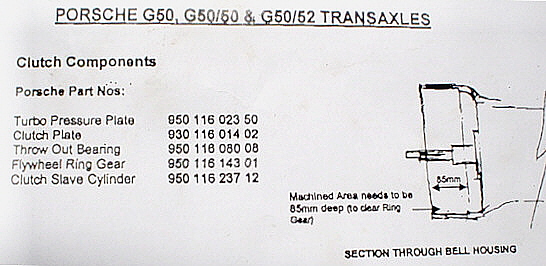 PORSCHE G50, G50/50 & G50/52 TRANSAXLES
Clutch Components
Porsche Part Nos:
Turbo Pressure Plate 950 116 023 50
Clutch Plate 930 116 014 02
Throw Out Bearing 950 116 080 08
Flywheel Ring Gear 950 116 143 01
Clutch Slave Cylinder 950 116 237 12
85mm
Machined Area needs to be
85mm deep (to clear Ring
Gear)
SECTION THROUGH BELL HOUSING